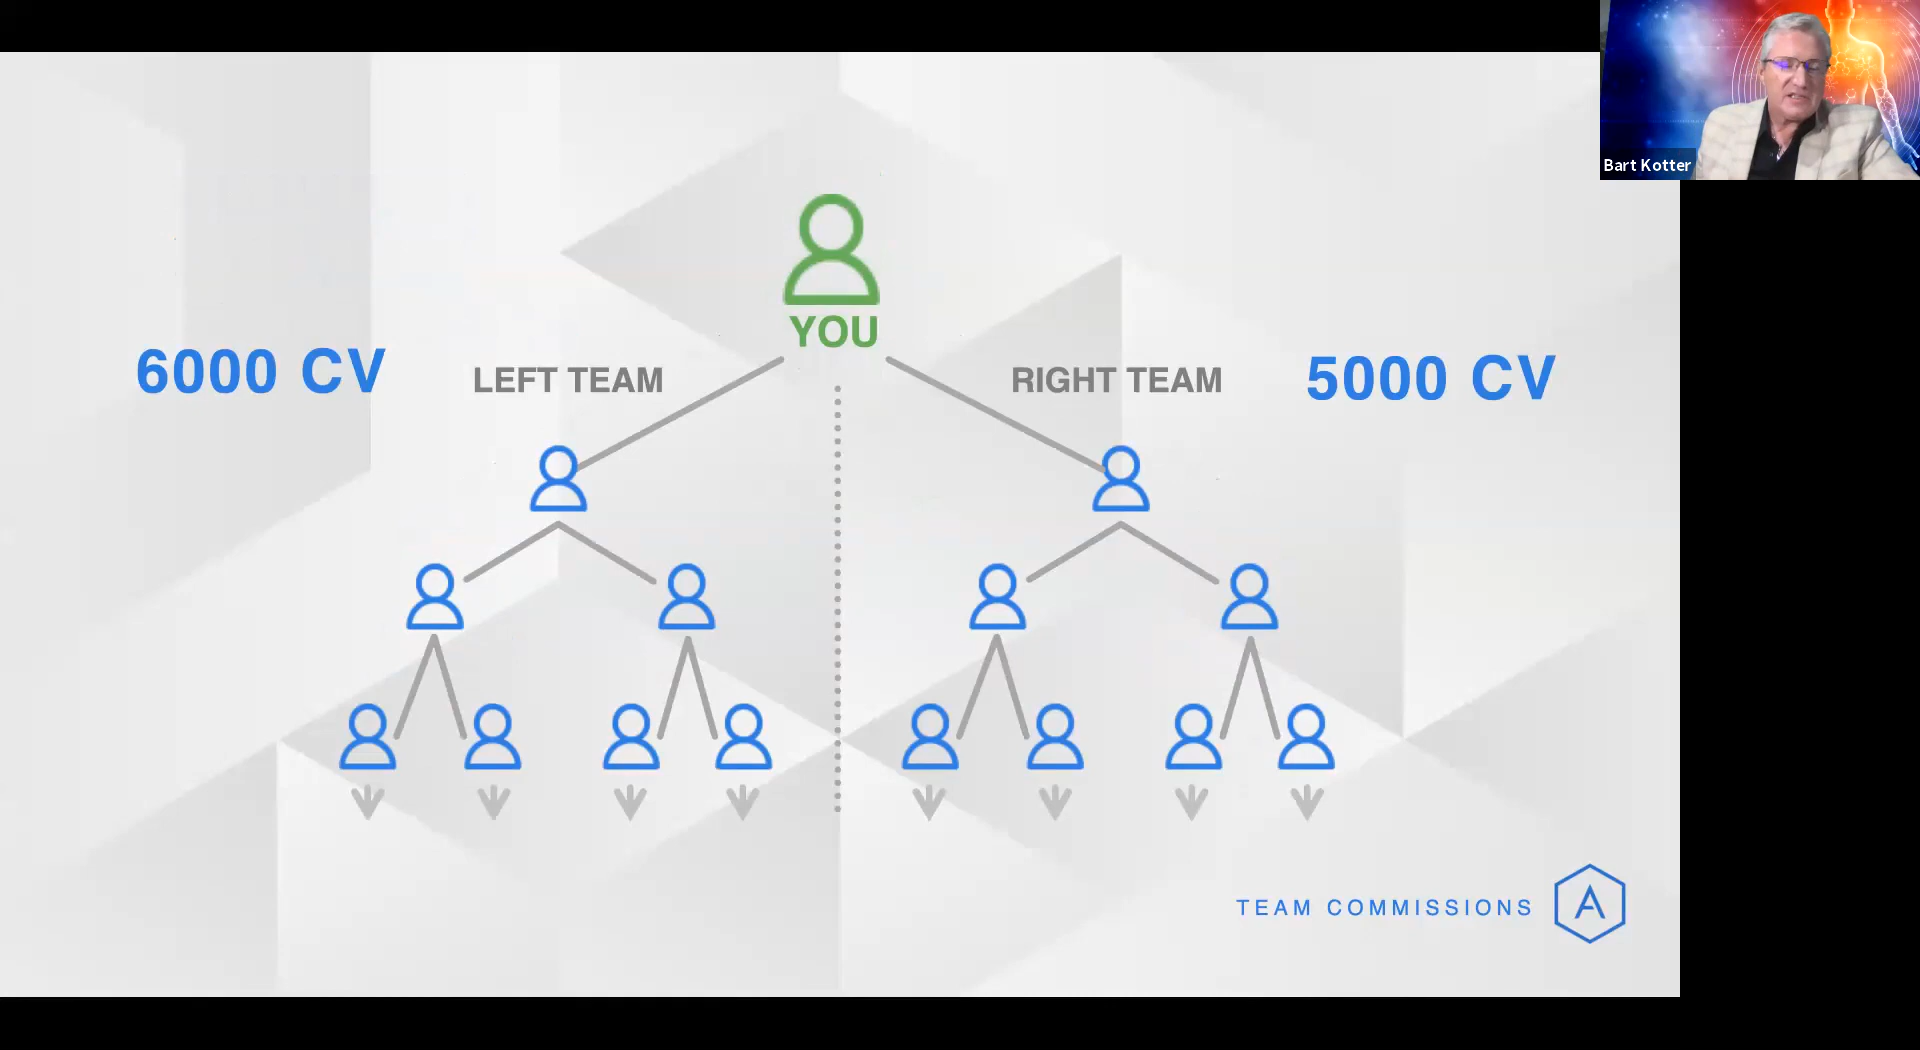 Bart Kotter
YOU
6000 CV
LEFT TEAM
RIGHT TEAM
5000 CV
TEAM COMMISSIONS
A